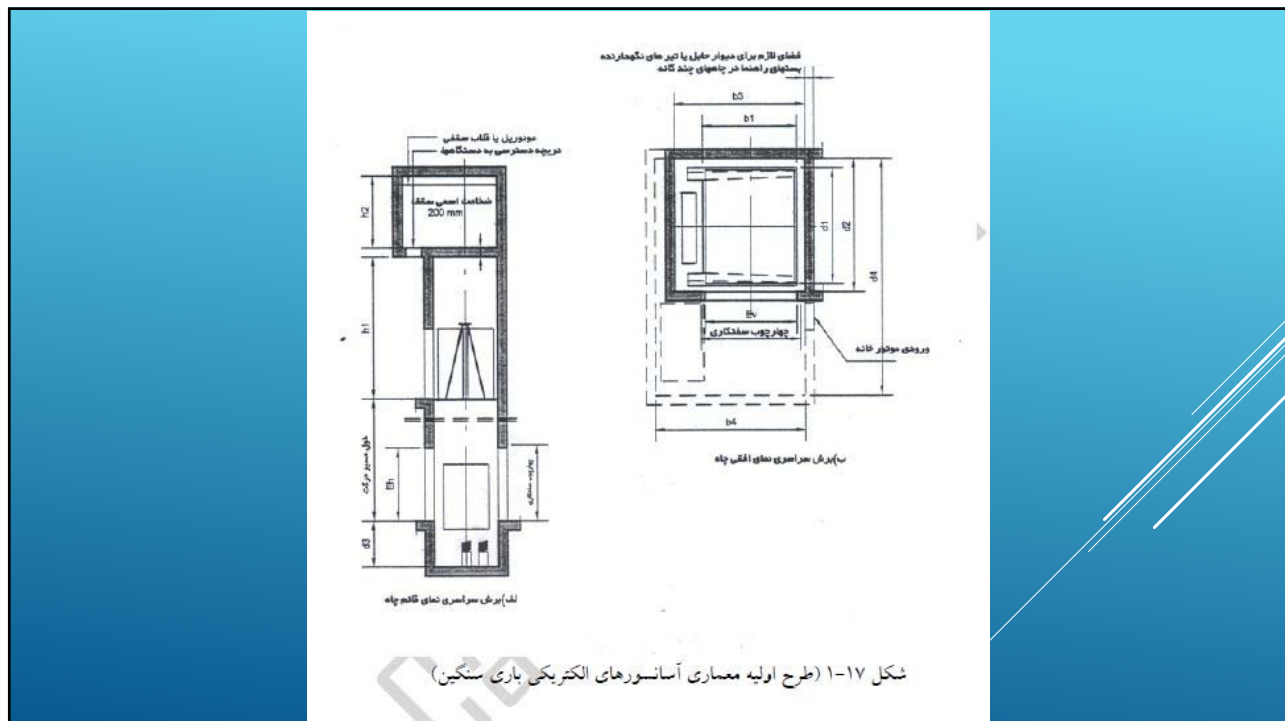 فضای لازم برای دیوار حایل یا تیر های نگهدارنده
بستهای راهنما در چاههای چند گانه
b3
b1
مونوریل یا قلاب سقفی
دریچه دسترسی به دستگاهها
ضخامت اسمی سقف
200 mm
h2
h1
طول مسیر حرکت
Eh
چهارچوب سفتکاری
d3
d1
d2
d4
Ev
چهارچوب سفتکاری
ورودی موتور خانه
b4
ب)برش سراسری نمای افقی چاه
لف)برش سراسری نمای قائم چاه
شکل ۱۷-۱ (طرح اولیه معماری آسانسورهای الکتریکی باری سنگین)